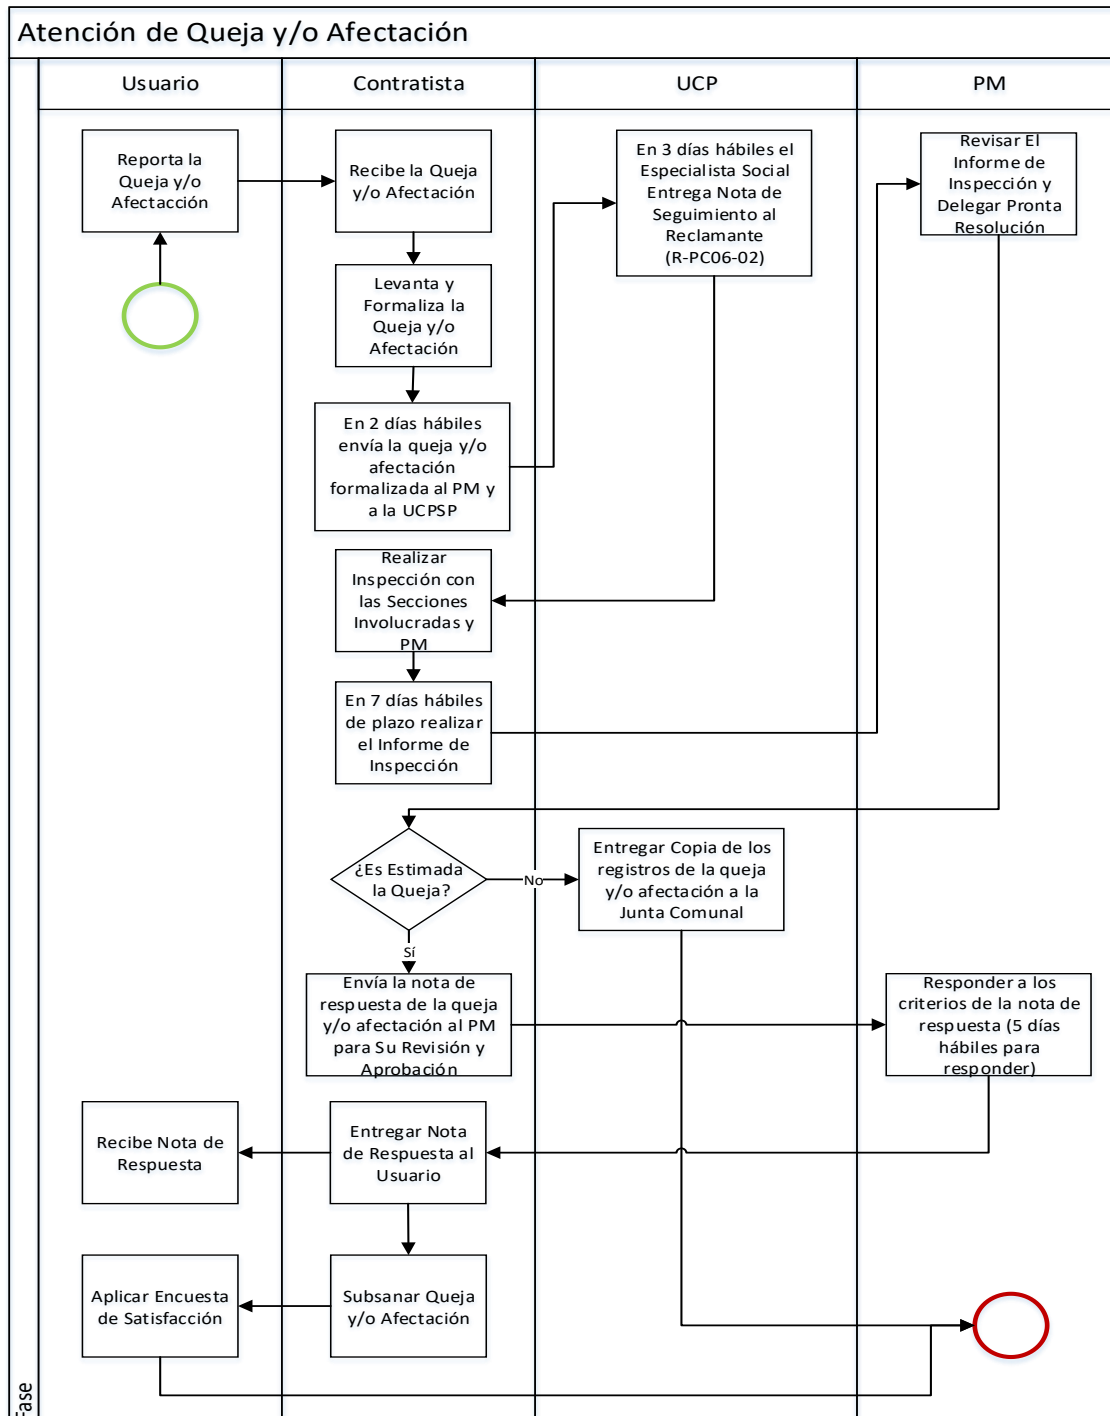 Atención de Queja y/o Afectación
Usuario
Contratista
UCP
PM
Reporta la
Queja y/o
Afectacción
Recibe la Queja
y/o Afectación
En 3 días hábiles el
Especialista Social
Entrega Nota de
Seguimiento al
Reclamante
(R-PC06-02)
Revisar El
Informe de
Inspección y
Delegar Pronta
Resolución
Levanta y
Formaliza la
Queja y/o
Afectación
En 2 días hábiles
envía la queja y/o
afectación
formalizada al PM y
a la UCPSP
Realizar
Inspección con
las Secciones
Involucradas y
PM
En 7 días hábiles
de plazo realizar
el Informe de
Inspección
¿Es Estimada
la Queja?
No
Entregar Copia de los
registros de la queja
y/o afectación a la
Junta Comunal
Sí
Envía la nota de
respuesta de la queja
y/o afectación al PM
para Su Revisión y
Aprobación
Responder a los
criterios de la nota de
respuesta (5 días
hábiles para
responder)
Recibe Nota de
Respuesta
Entregar Nota
de Respuesta al
Usuario
Aplicar Encuesta
de Satisfacción
Subsanar Queja
y/o Afectación
Fase